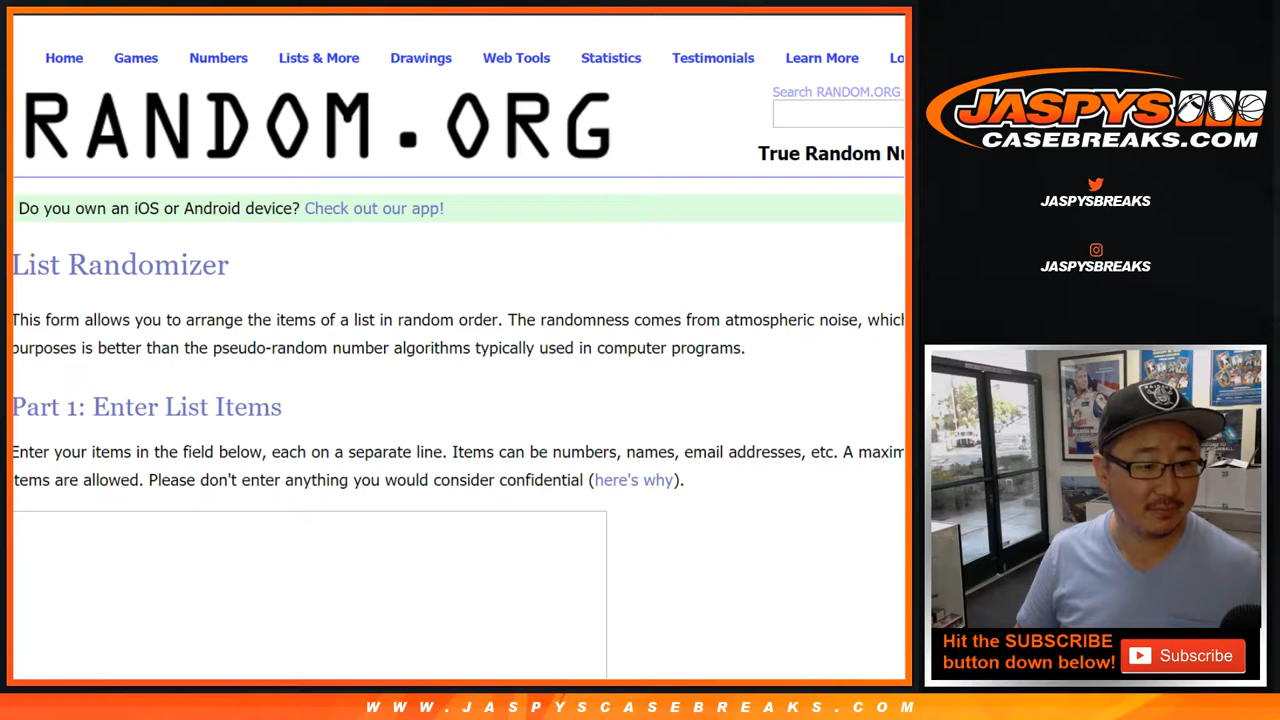 Home Games Numbers Lists & More Drawings Web Tools Statistics Testimonials Learn More Lo
RANDOM.ORG
Search RANDOM.ORG
True Random Nu
Do you own an iOS or Android device? Check out our app!
List Randomizer
This form allows you to arrange the items of a list in random order. The randomness comes from atmospheric noise, which
purposes is better than the pseudo-random number algorithms typically used in computer programs.
Part 1: Enter List Items
Enter your items in the field below, each on a separate line. Items can be numbers, names, email addresses, etc. A maxim
tems are allowed. Please don't enter anything you would consider confidential (here's why).
JASPYS
CASEBREAKS.COM
JASPYSBREAKS
JASPYSBREAKS
RAIDERS
Hit the SUBSCRIBE
button down below!
Subscribe
WWW.JASPYSCASEBREAKS.COM